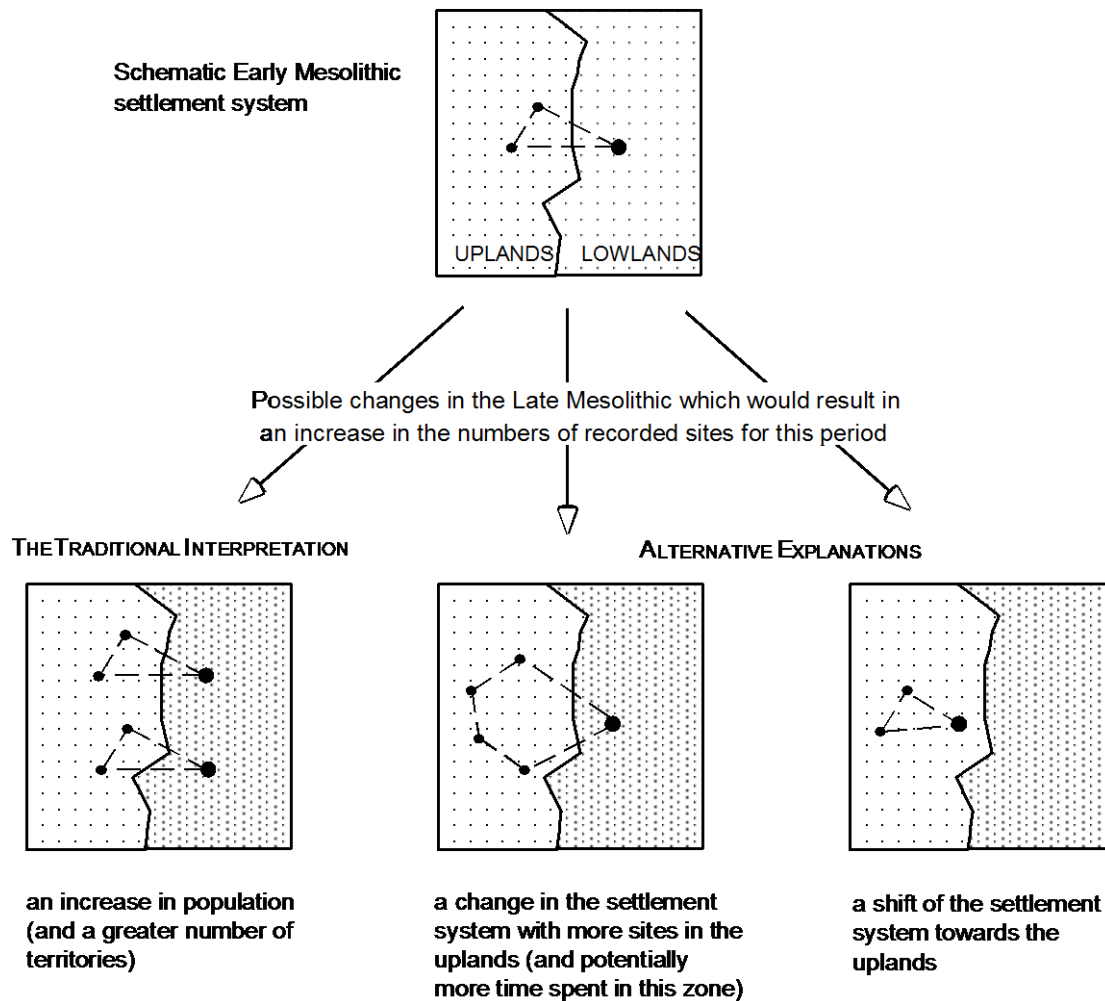 Schematic Early Mesolithic
settlement system
UPLANDS LOWLANDS
Possible changes in the Late Mesolithic which would result in
an increase in the numbers of recorded sites for this period
THE TRADITIONAL INTERPRETATION
ALTERNATIVE EXPLANATIONS
an increase in population
(and a greater number of
territories)
a change in the settlement
system with more sites in the
uplands (and potentially
more time spent in this zone)
a shift of the settlement
system towards the
uplands